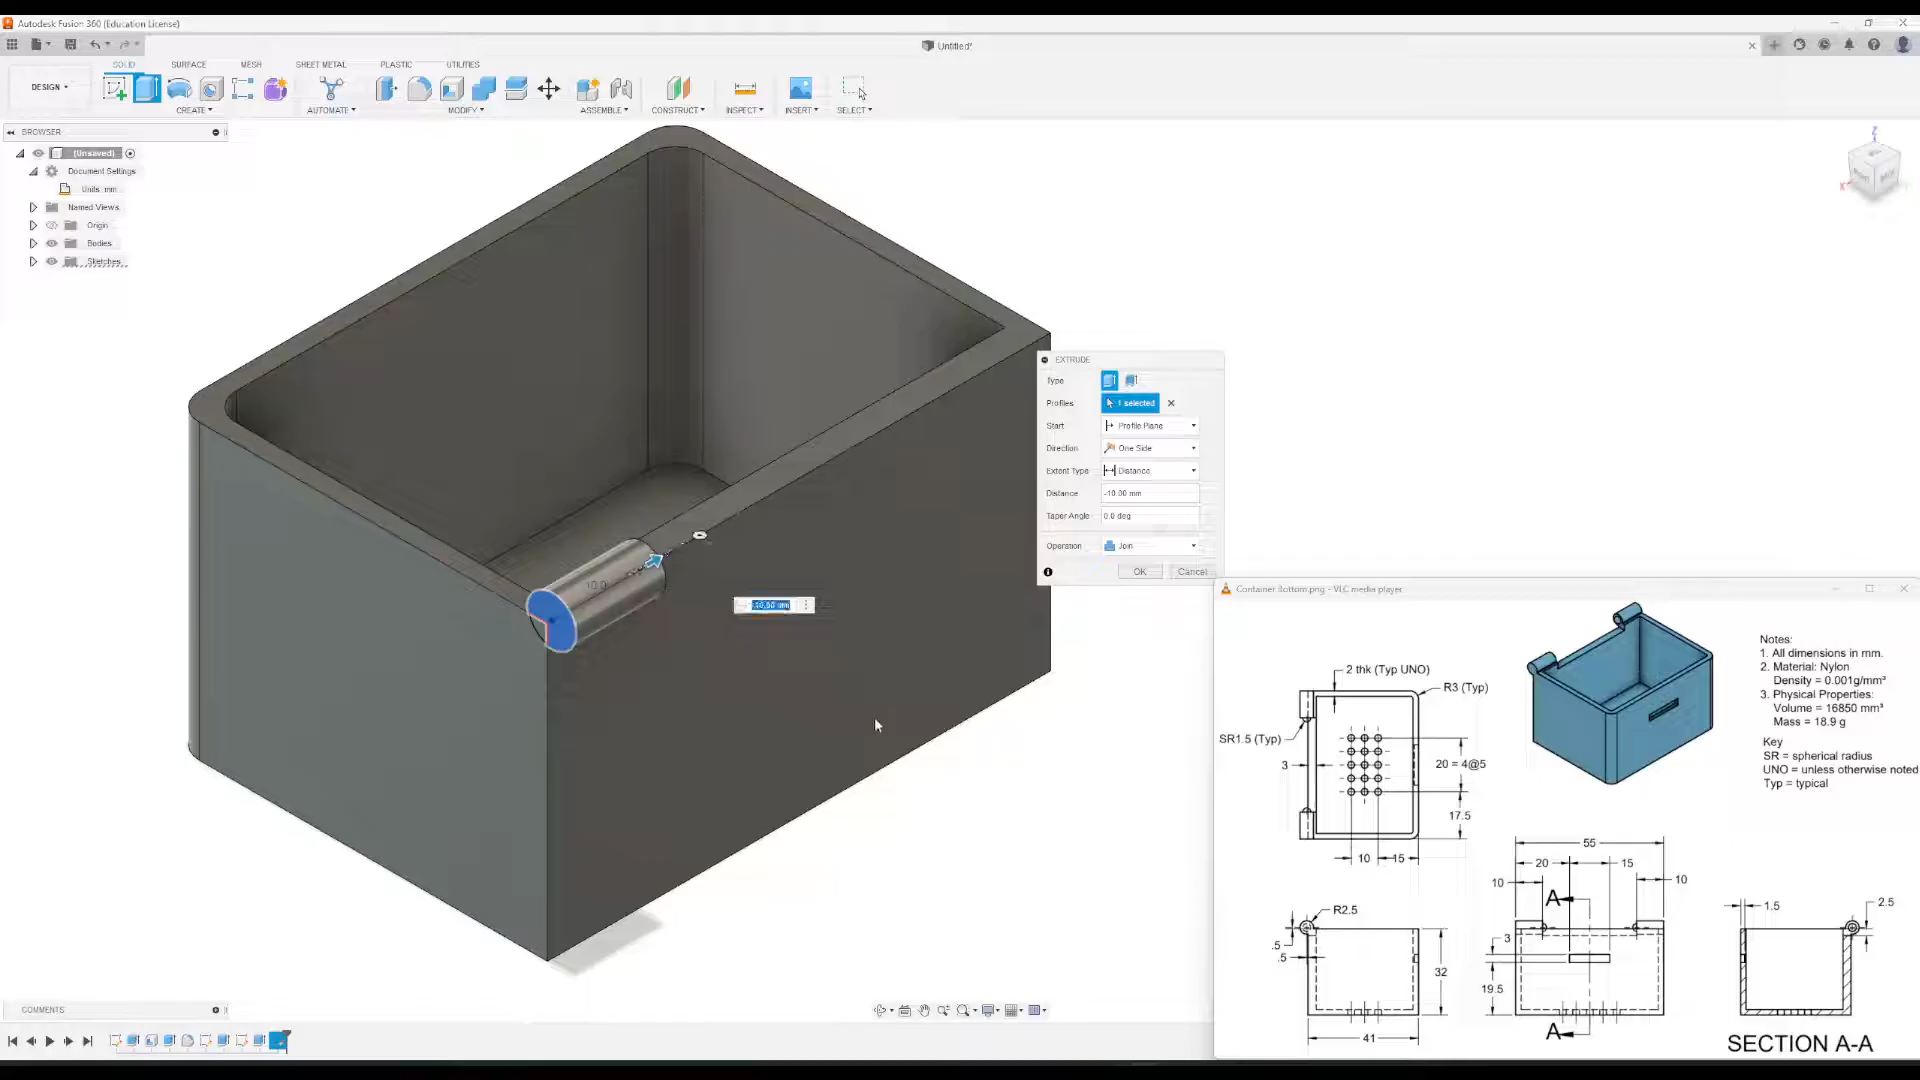 Autodesk Fusion 360 (Education License)
Untitled*
SOLID
SURFACE
MESH
SHEET METAL
PLASTIC
UTILITIES
DESIGN
CREATE
AUTOMATE
MODIFY
ASSEMBLE
CONSTRUCT
INSPECT
INSERT
SELECT
BROWSER
(Unsaved)
Document Settings
Units: mm
Named Views
Origin
Bodies
Sketches
Z
X
10.0
-10.00 mm
EXTRUDE
Type
Profiles
1 selected
Start
Profile Plane
Direction
One Side
Extent Type
Distance
Distance
-10.00 mm
Taper Angle
0.0 deg
Operation
Join
OK
Cancel
Container Bottom.png - VLC media player
2 thk (Typ UNO)
R3 (Typ)
SR1.5 (Typ)
3
20 = 4@5
17.5
10
15
Notes:
1. All dimensions in mm.
2. Material: Nylon
Density = 0.001g/mm³
3. Physical Properties:
Volume = 16850 mm³
Mass = 18.9 g
Key
SR = spherical radius
UNO = unless otherwise noted
Typ = typical
R2.5
.5
.5
32
41
55
20
15
10
10
A
3
19.5
A
1.5
2.5
SECTION A-A
COMMENTS